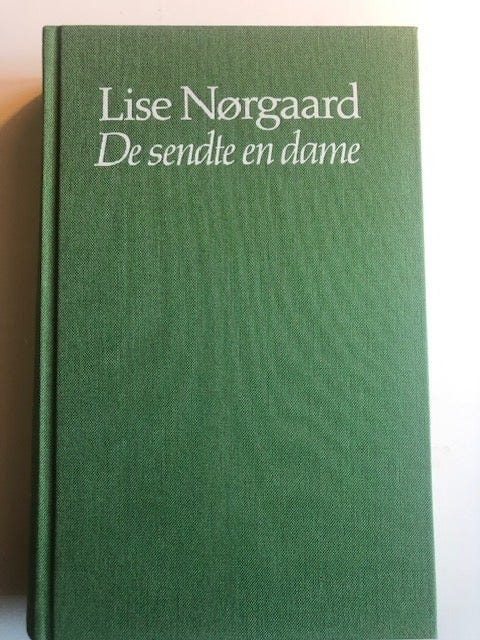 Lise Nørgaard
De sendte en dame